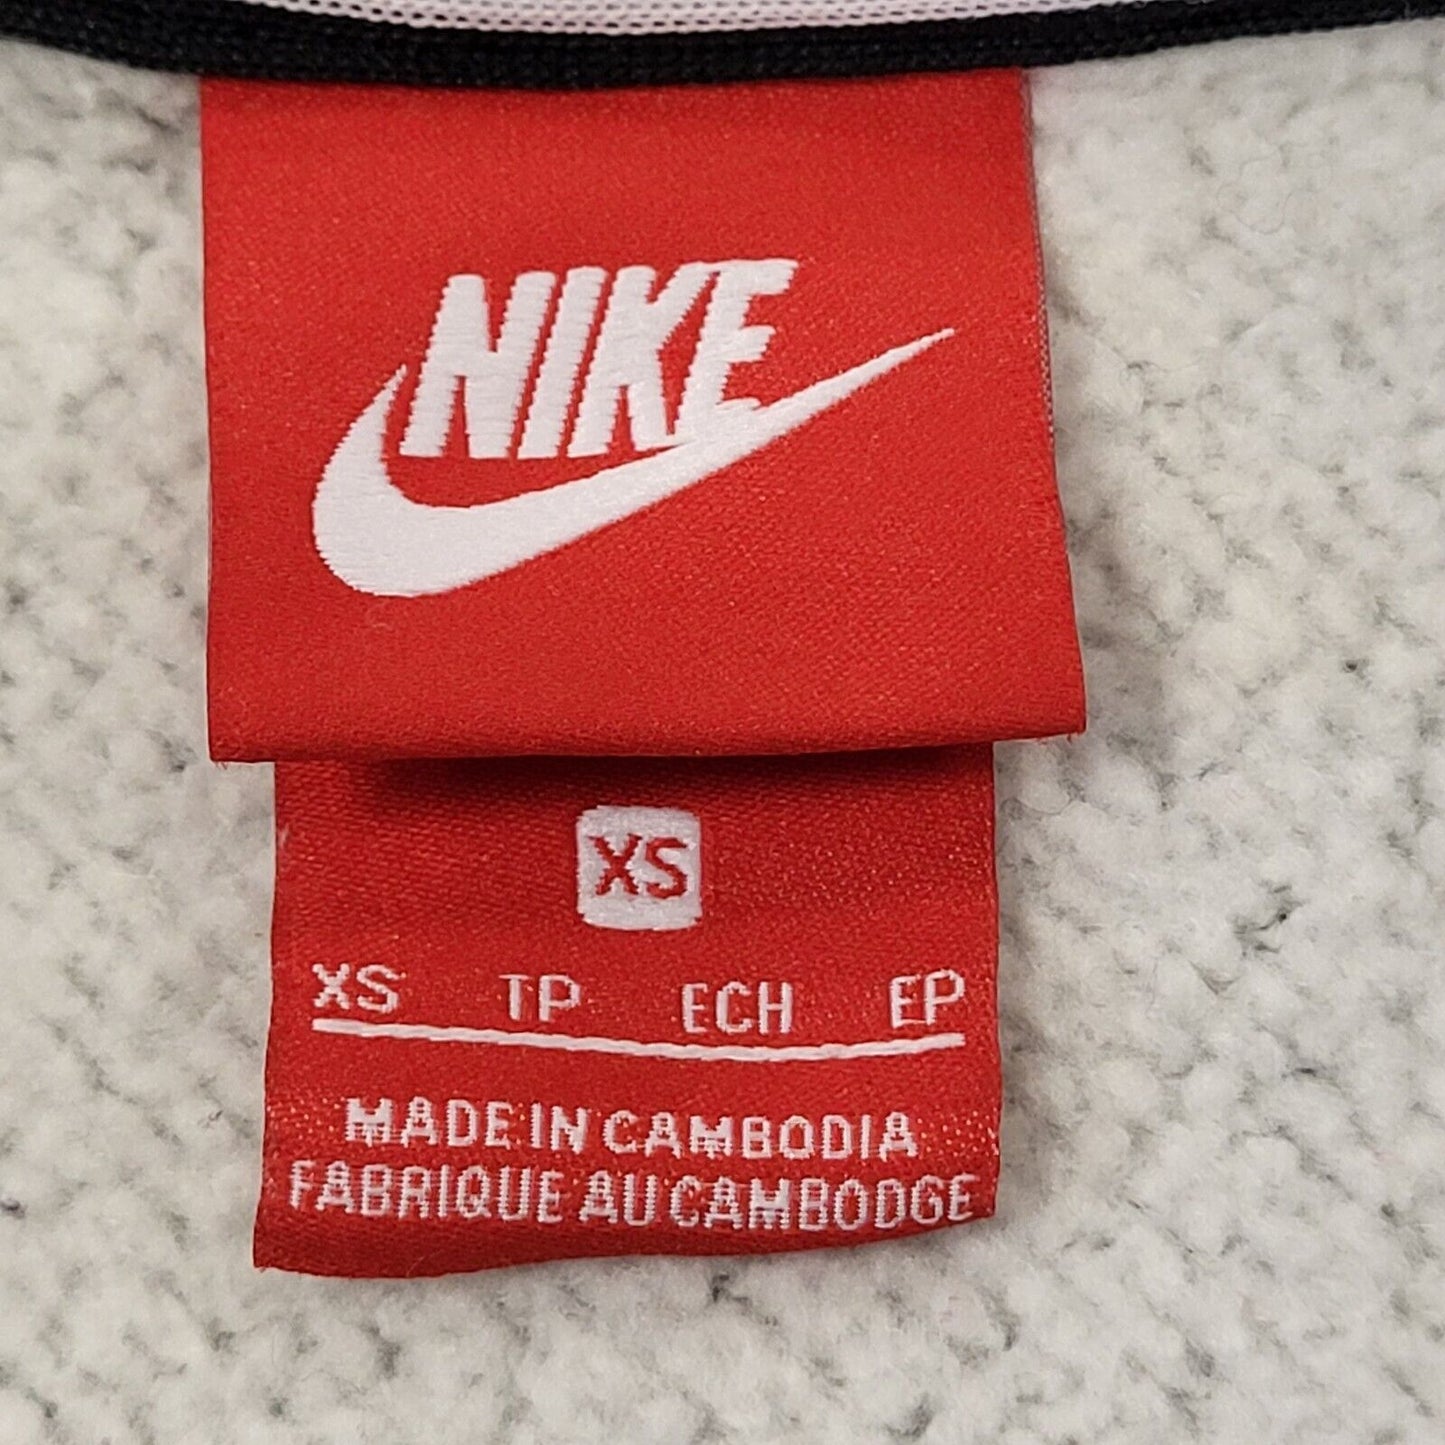 NIKE
XS
XS TP ECH EP
MADE IN CAMBODIA
FABRIQUE AU CAMBODGE